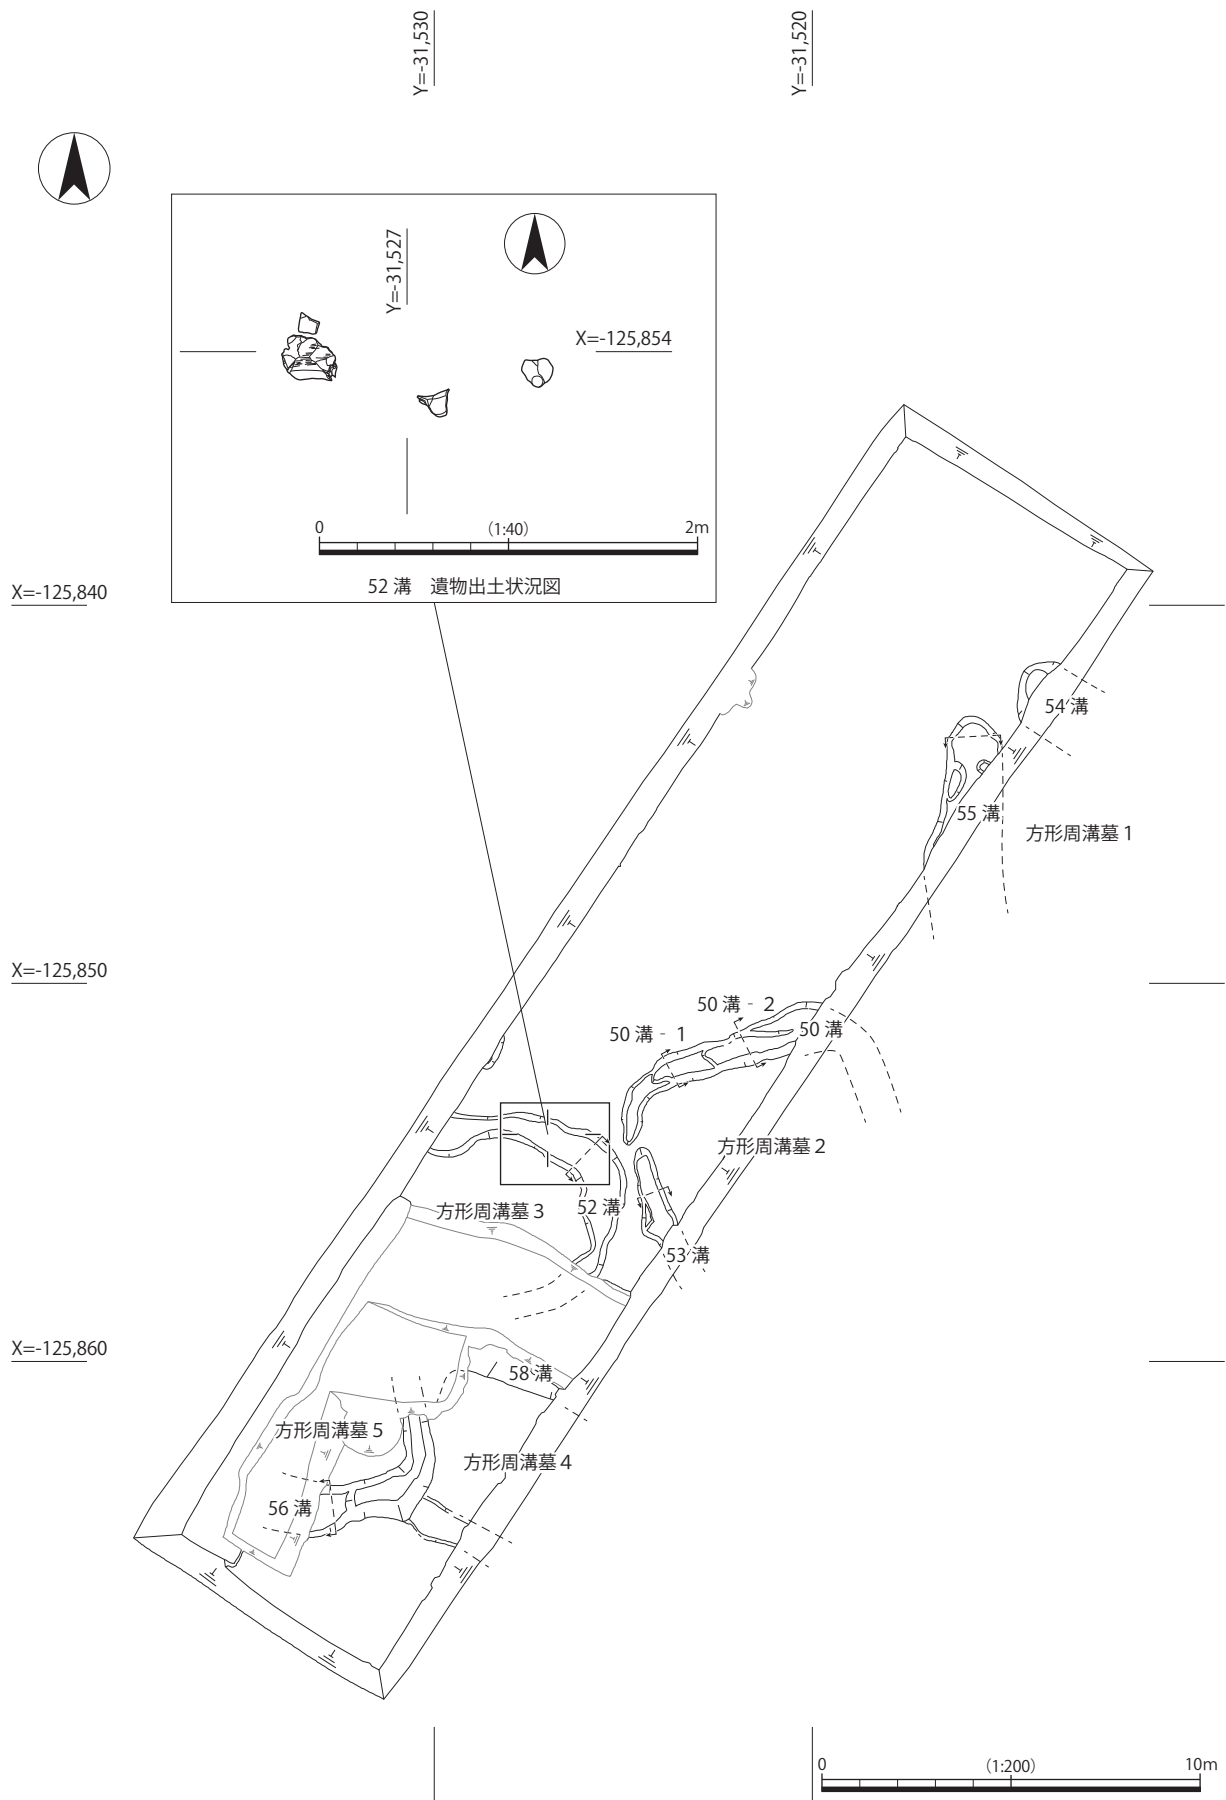 Y=-31,530
Y=-31,520
Y=-31,527
X=-125,854
0 (1:40) 2m
52 溝　遺物出土状況図
X=-125,840
54 溝
55 溝
方形周溝墓 1
X=-125,850
50 溝 - 2
50 溝 - 1
50 溝
方形周溝墓 2
52 溝
方形周溝墓 3
53 溝
X=-125,860
58 溝
方形周溝墓 5
方形周溝墓 4
56 溝
0 (1:200) 10m